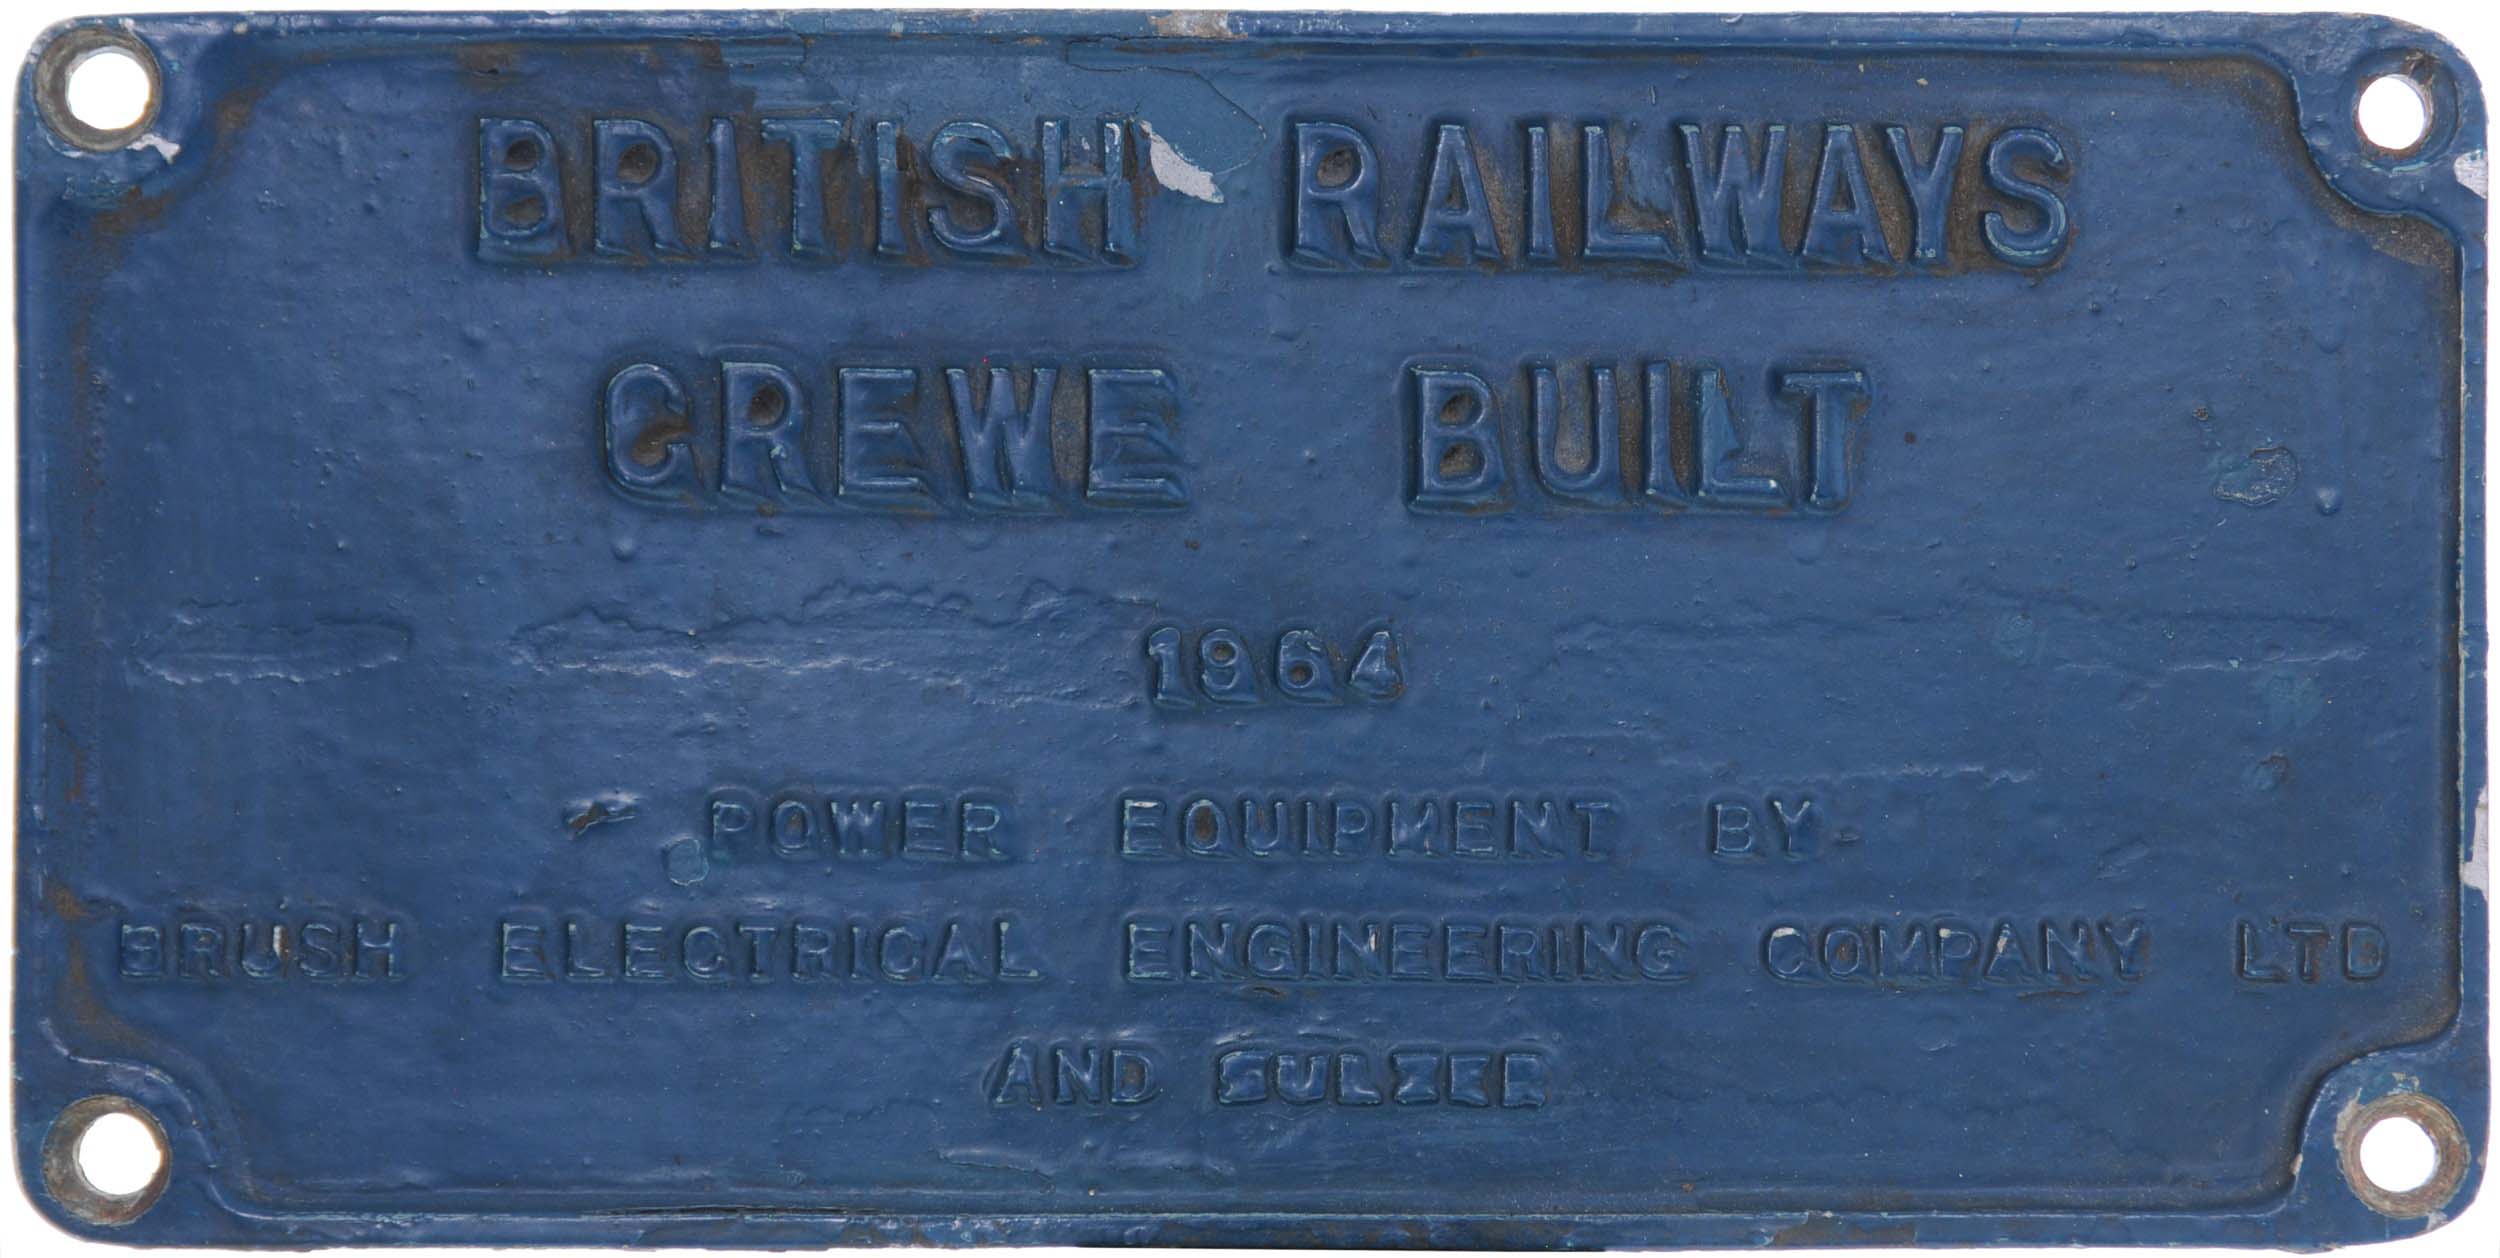 BRITISH RAILWAYS
CREWE BUILT
1964
POWER EQUIPMENT BY
BRUSH ELECTRICAL ENGINEERING COMPANY LTD
AND SULZER